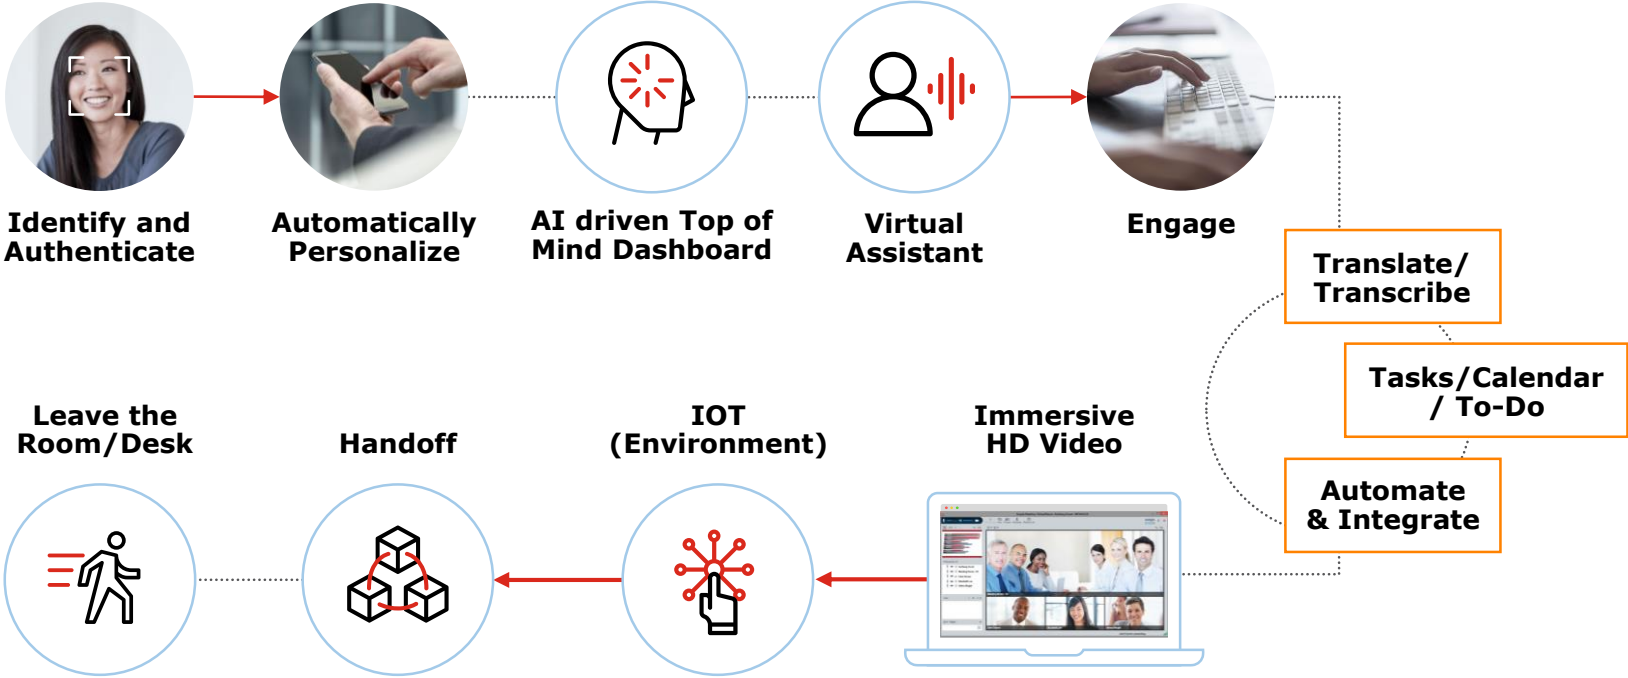 Identify and
Authenticate
Automatically
Personalize
AI driven Top of
Mind Dashboard
Virtual
Assistant
Engage
Translate/
Transcribe
Tasks/Calendar
/ To-Do
Automate
& Integrate
Immersive
HD Video
IOT
(Environment)
Handoff
Leave the
Room/Desk